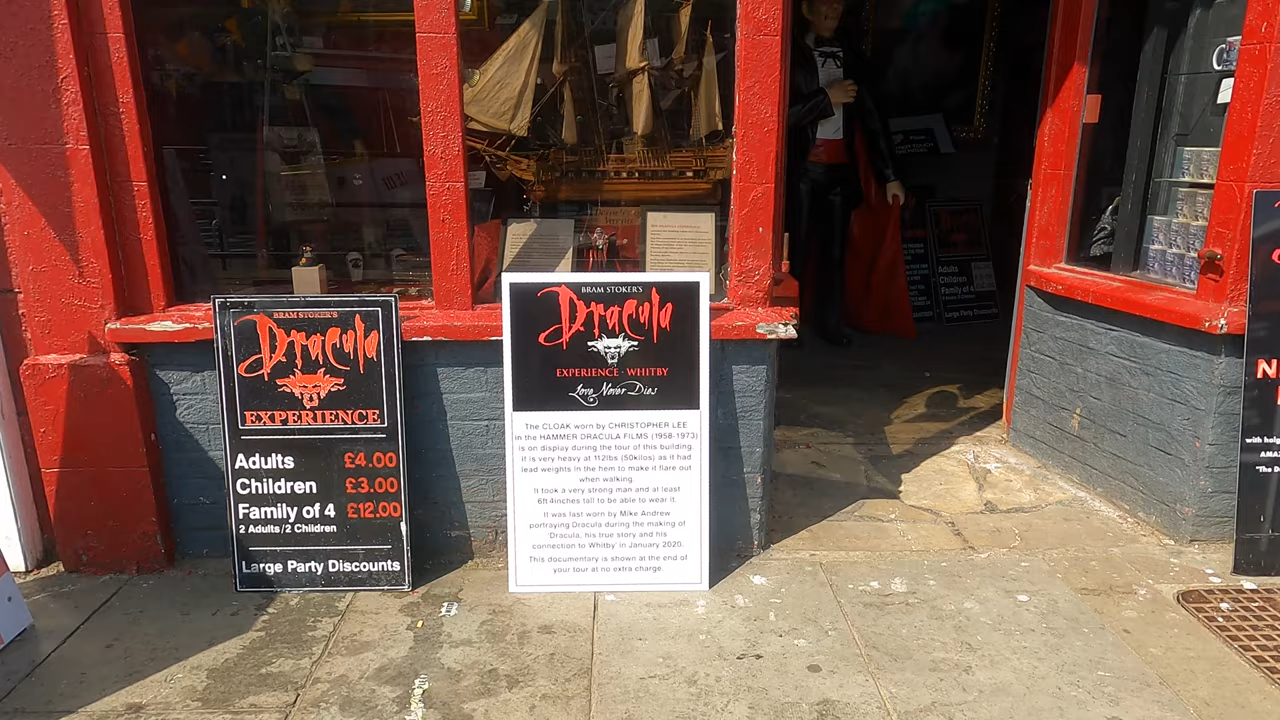 BRAM STOKER'S
Dracula
EXPERIENCE
Adults £4.00
Children £3.00
Family of 4 £12.00
2 Adults/2 Children
Large Party Discounts
BRAM STOKER'S
Dracula
EXPERIENCE · WHITBY
Love Never Dies
The CLOAK worn by CHRISTOPHER LEE
in the HAMMER DRACULA FILMS (1958-1973)
is on display during the tour of this building.
it is very heavy at 112lbs (50kilos) as it had
lead weights in the hem to make it flare out
when walking.
It took a very strong man and at least
6ft 4inches tall to be able to wear it.
It was last worn by Mike Andrew
portraying Dracula during the making of
'Dracula, his true story and his
connection to Whitby' in January 2020.
This documentary is shown at the end of
your tour at no extra charge.
Adults
Children
Family of 4
Large Party Discounts